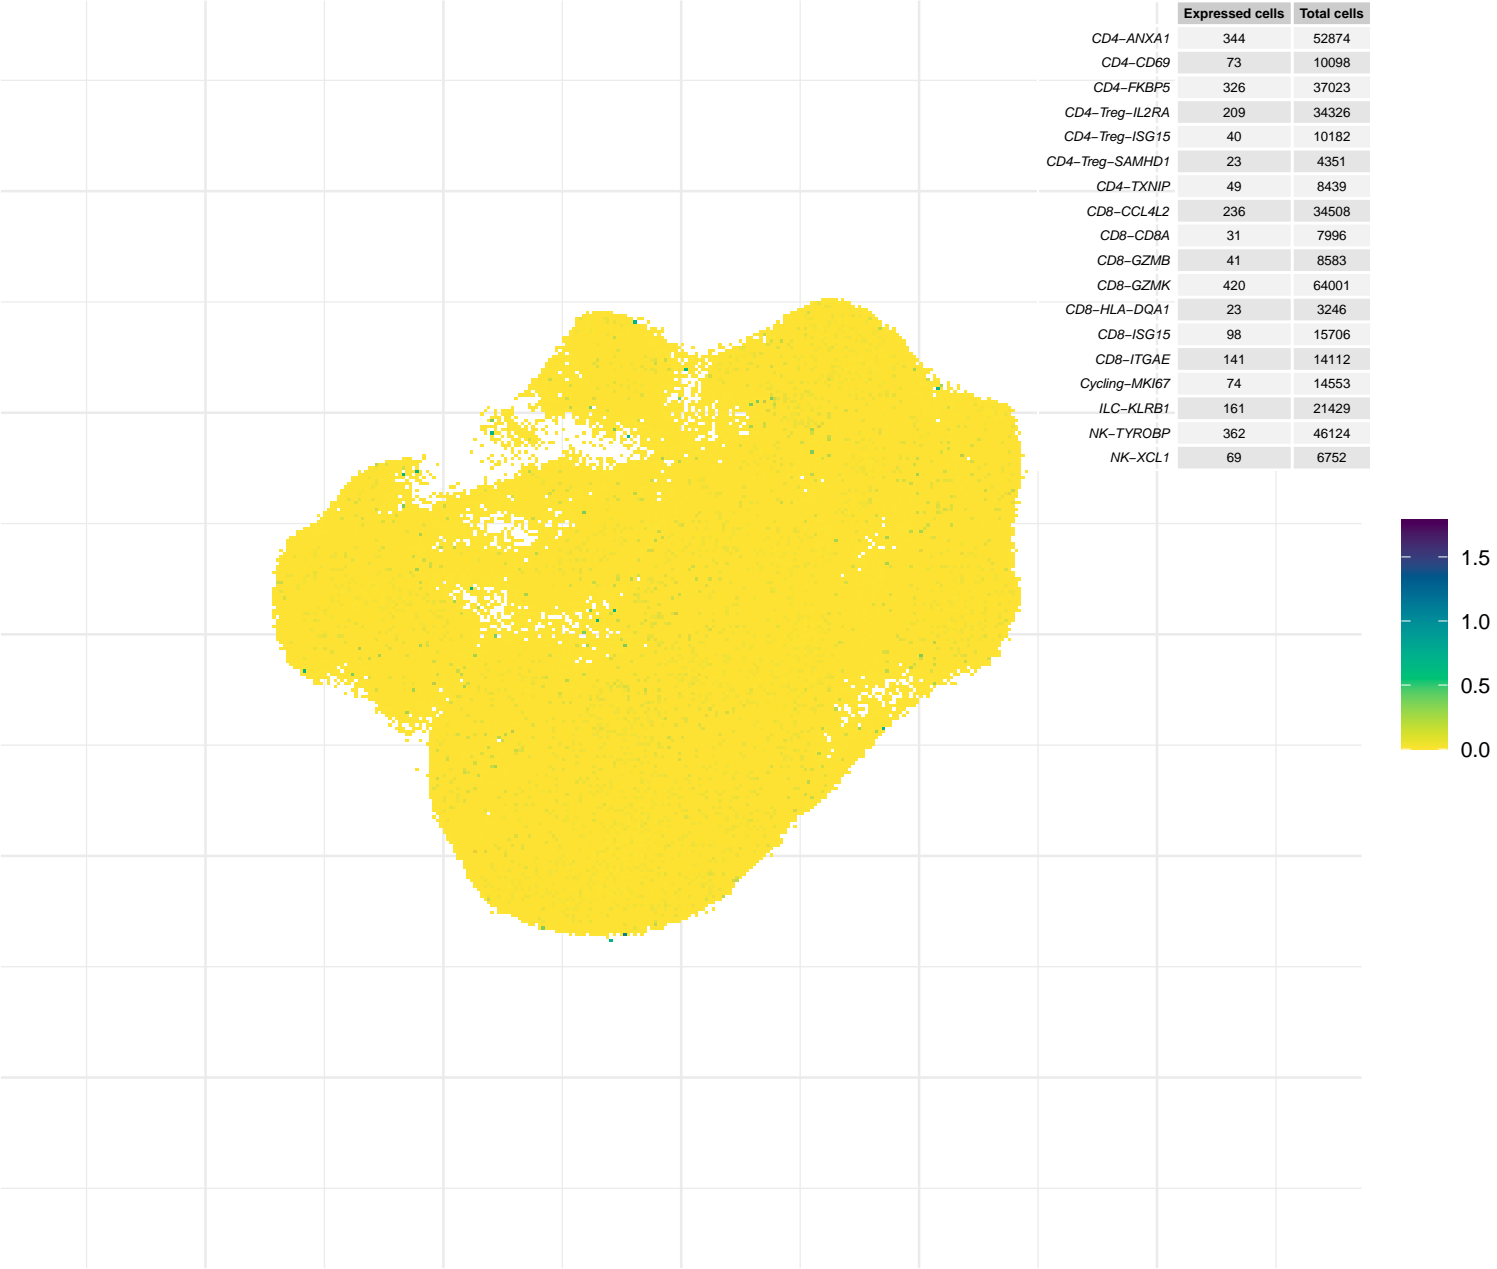 Expressed cells Total cells
CD4−ANXA1 344 52874
CD4−CD69 73 10098
CD4−FKBP5 326 37023
CD4−Treg−IL2RA 209 34326
CD4−Treg−ISG15 40 10182
CD4−Treg−SAMHD1 23 4351
CD4−TXNIP 49 8439
CD8−CCL4L2 236 34508
CD8−CD8A 31 7996
CD8−GZMB 41 8583
CD8−GZMK 420 64001
CD8−HLA−DQA1 23 3246
CD8−ISG15 98 15706
CD8−ITGAE 141 14112
Cycling−MKI67 74 14553
ILC−KLRB1 161 21429
NK−TYROBP 362 46124
NK−XCL1 69 6752
1.5
1.0
0.5
0.0